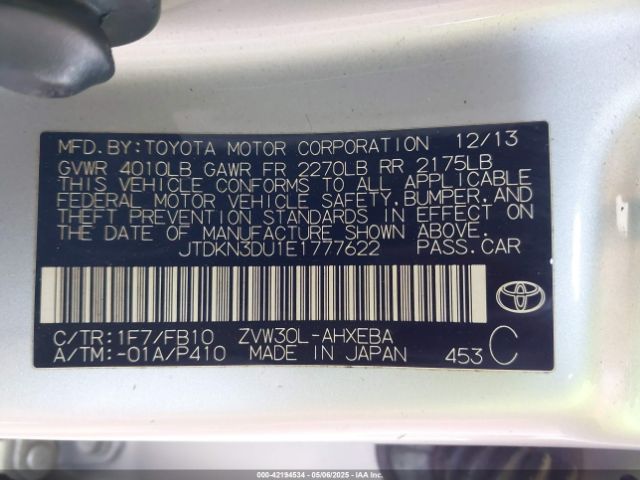 MFD. BY: TOYOTA MOTOR CORPORATION 12/13
GVWR 4010LB GAWR FR 2270LB RR 2175LB
THIS VEHICLE CONFORMS TO ALL APPLICABLE
FEDERAL MOTOR VEHICLE SAFETY, BUMPER, AND
THEFT PREVENTION STANDARDS IN EFFECT ON
THE DATE OF MANUFACTURE SHOWN ABOVE.
JTDKN3DU1E1777622 PASS. CAR
C/TR: 1F7/FB10 ZVW30L-AHXEBA
A/TM: -01A/P410 MADE IN JAPAN 453 C
000-42194534 - 05/06/2025 - IAA Inc.